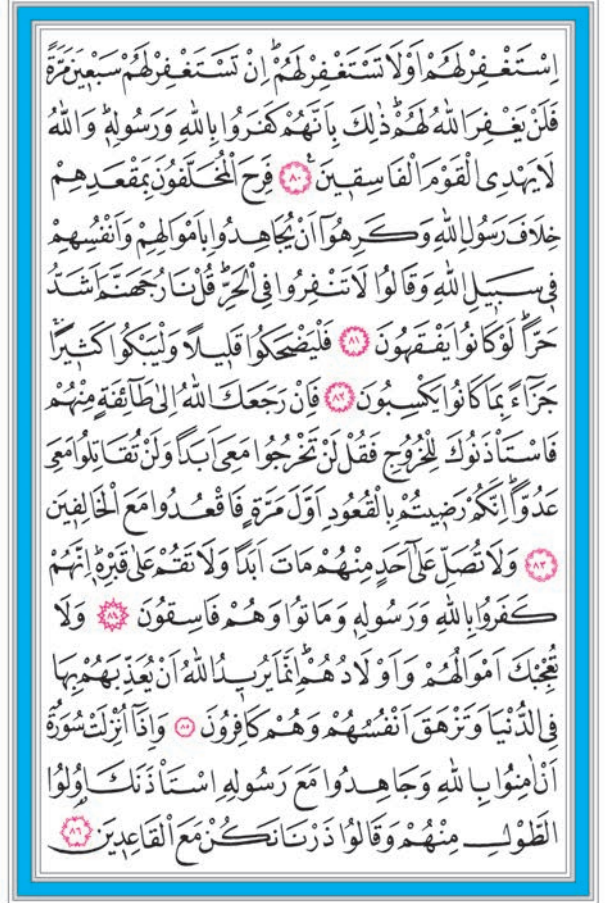 اِسْتَغْفِرْ لَهُمْ اَوْ لَا تَسْتَغْفِرْ لَهُمْ اِنْ تَسْتَغْفِرْ لَهُمْ سَبْعٖينَ مَرَّةً
فَلَنْ يَغْفِرَ اللّٰهُ لَهُمْ ذٰلِكَ بِاَنَّهُمْ كَفَرُوا بِاللّٰهِ وَرَسُولِهٖ وَاللّٰهُ
لَا يَهْدِى الْقَوْمَ الْفَاسِقٖينَ ﴿٨٠﴾ فَرِحَ الْمُخَلَّفُونَ بِمَقْعَدِهِمْ
خِلَافَ رَسُولِ اللّٰهِ وَكَرِهُٓوا اَنْ يُجَاهِدُوا بِاَمْوَالِهِمْ وَاَنْفُسِهِمْ
فٖى سَبٖيلِ اللّٰهِ وَقَالُوا لَا تَنْفِرُوا فِى الْحَرِّ قُلْ نَارُ جَهَنَّمَ اَشَدُّ
حَرًّا لَوْ كَانُوا يَفْقَهُونَ ﴿٨١﴾ فَلْيَضْحَكُوا قَلٖيلًا وَلْيَبْكُوا كَثٖيرًا
جَزَٓاءً بِمَا كَانُوا يَكْسِبُونَ ﴿٨٢﴾ فَاِنْ رَجَعَكَ اللّٰهُ اِلٰى طَٓائِفَةٍ مِنْهُمْ
فَاسْتَاْذَنُوكَ لِلْخُرُوجِ فَقُلْ لَنْ تَخْرُجُوا مَعِىَ اَبَدًا وَلَنْ تُقَاتِلُوا مَعِىَ
عَدُوًّا اِنَّكُمْ رَضٖيتُمْ بِالْقُعُودِ اَوَّلَ مَرَّةٍ فَاقْعُدُوا مَعَ الْخَالِفٖينَ
﴿٨٣﴾ وَلَا تُصَلِّ عَلٰٓى اَحَدٍ مِنْهُمْ مَاتَ اَبَدًا وَلَا تَقُمْ عَلٰى قَبْرِهٖ اِنَّهُمْ
كَفَرُوا بِاللّٰهِ وَرَسُولِهٖ وَمَاتُوا وَهُمْ فَاسِقُونَ ﴿٨٤﴾ وَلَا
تُعْجِبْكَ اَمْوَالُهُمْ وَاَوْلَادُهُمْ اِنَّمَا يُرٖيدُ اللّٰهُ اَنْ يُعَذِّبَهُمْ بِهَا
فِى الدُّنْيَا وَتَزْهَقَ اَنْفُسُهُمْ وَهُمْ كَافِرُونَ ﴿٨٥﴾ وَاِذَٓا اُنْزِلَتْ سُورَةٌ
اَنْ اٰمِنُوا بِاللّٰهِ وَجَاهِدُوا مَعَ رَسُولِهِ اسْتَاْذَنَكَ اُولُوا
الطَّوْلِ مِنْهُمْ وَقَالُوا ذَرْنَا نَكُنْ مَعَ الْقَاعِدٖينَ ﴿٨٦﴾